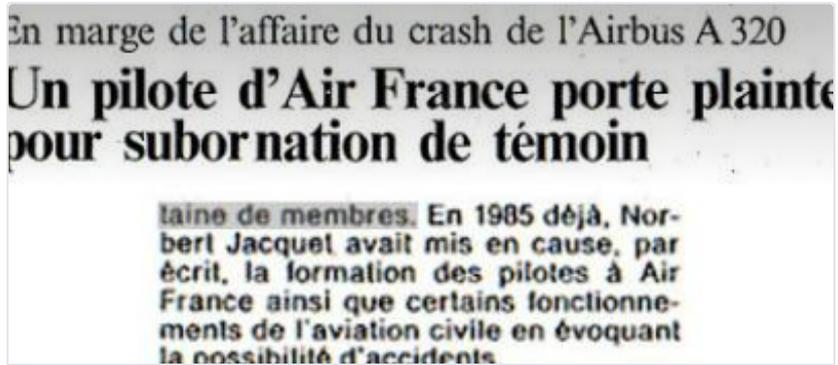 En marge de l'affaire du crash de l'Airbus A 320
Un pilote d'Air France porte plainte
pour subornation de témoin
taine de membres. En 1985 déjà, Nor-
bert Jacquet avait mis en cause, par
écrit, la formation des pilotes à Air
France ainsi que certains fonctionne-
ments de l'aviation civile en évoquant
la possibilité d'accidents